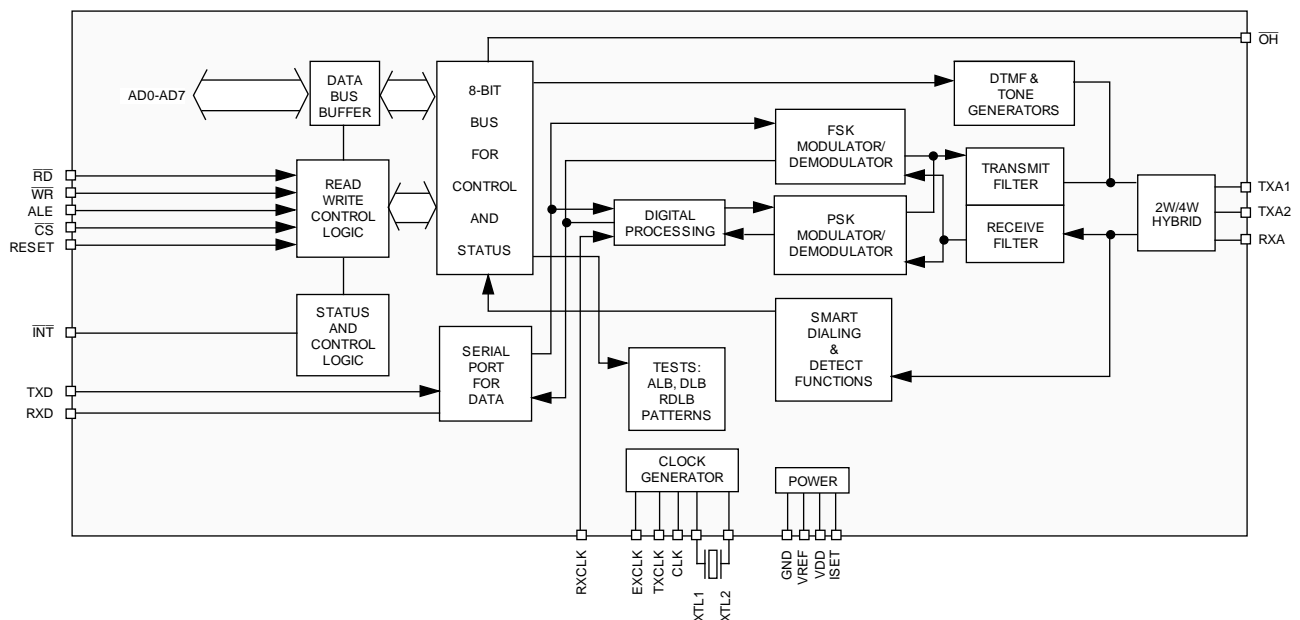 OH
DATA
BUS
BUFFER
AD0-AD7
8-BIT
BUS
FOR
CONTROL
AND
STATUS
DTMF &
TONE
GENERATORS
FSK
MODULATOR/
DEMODULATOR
RD
WR
ALE
CS
RESET
READ
WRITE
CONTROL
LOGIC
TRANSMIT
FILTER
RECEIVE
FILTER
2W/4W
HYBRID
TXA1
TXA2
RXA
DIGITAL
PROCESSING
PSK
MODULATOR/
DEMODULATOR
INT
STATUS
AND
CONTROL
LOGIC
SMART
DIALING
&
DETECT
FUNCTIONS
SERIAL
PORT
FOR
DATA
TESTS:
ALB, DLB
RDLB
PATTERNS
TXD
RXD
CLOCK
GENERATOR
POWER
RXCLK
EXCLK
TXCLK
CLK
XTL1
XTL2
GND
VREF
VDD
ISET